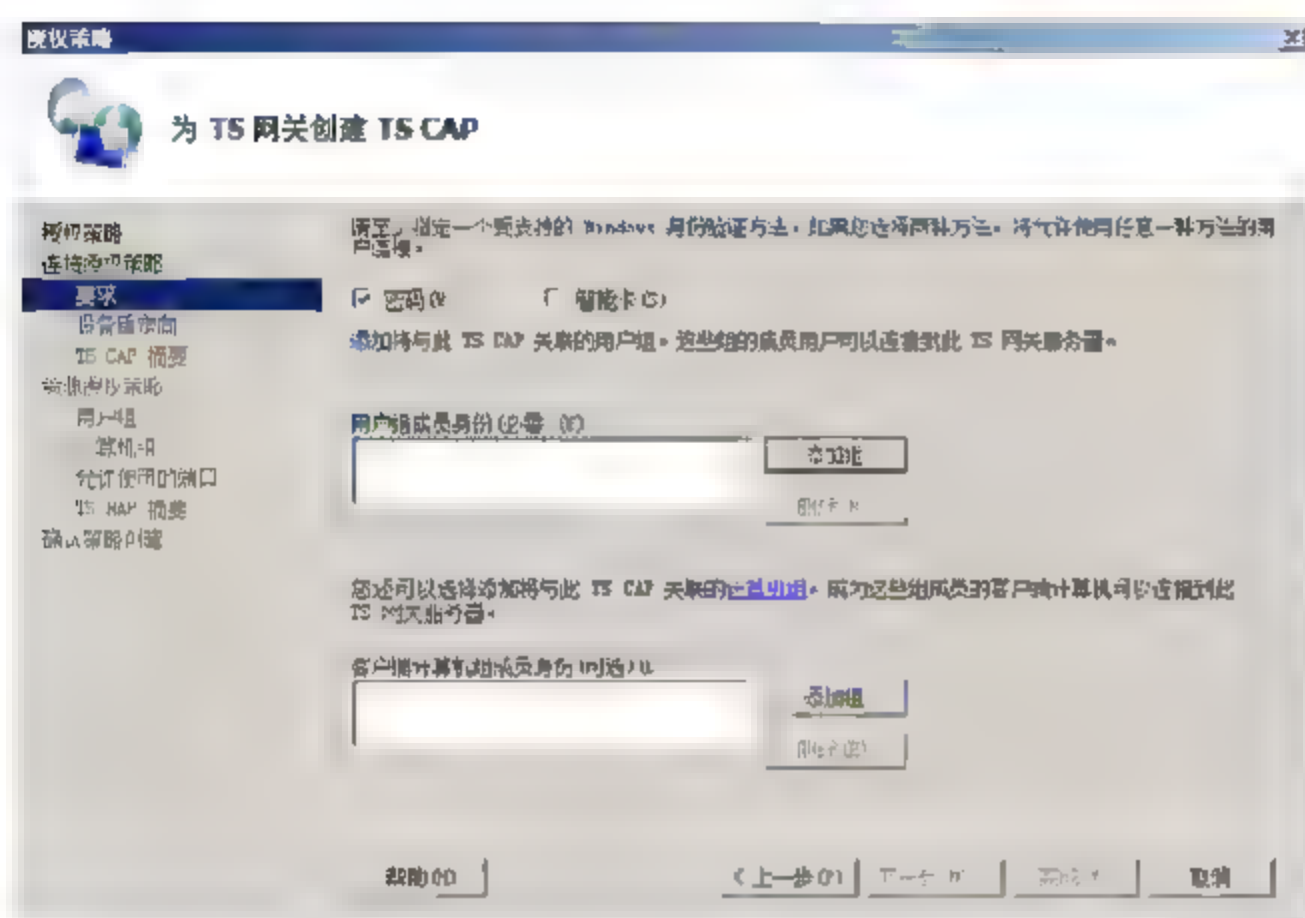 授权策略
为 TS 网关创建 TS CAP
授权策略
连接授权策略
要求
设备重定向
TS CAP 摘要
资源授权策略
用户组
计算机组
允许使用的端口
TS RAP 摘要
确认策略创建
请至少指定一个受支持的 Windows 身份验证方法。如果您选择两种方法，将允许使用任意一种方法的用
户连接。
密码
智能卡(S)
添加将与此 TS CAP 关联的用户组。这些组的成员用户可以连接到此 TS 网关服务器。
用户组成员身份(必需)
添加组
删除组
您还可以选择添加将与此 TS CAP 关联的计算机组。成为这些组成员的客户端计算机可以连接到此
TS 网关服务器。
客户端计算机组成员身份(可选)
添加组
删除组
帮助(H)
< 上一步(P)
下一步
完成
取消